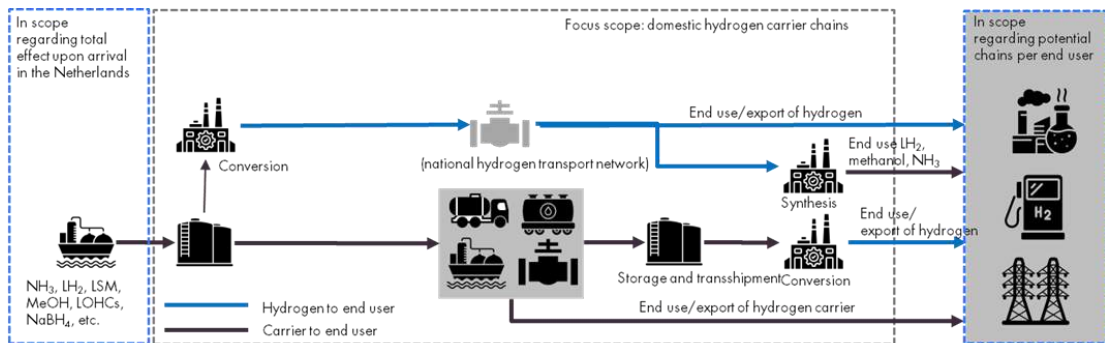 In scope
regarding total
effect upon arrival
in the Netherlands
Focus scope: domestic hydrogen carrier chains
In scope
regarding potential
chains per end user
End use/export of hydrogen
Conversion
(national hydrogen transport network)
End use LH₂,
methanol, NH₃
Synthesis
End use/
export of hydrogen
H₂
Storage and transshipment
Conversion
NH₃, LH₂, LSM,
MeOH, LOHCs,
NaBH₄, etc.
Hydrogen to end user
Carrier to end user
End use/export of hydrogen carrier